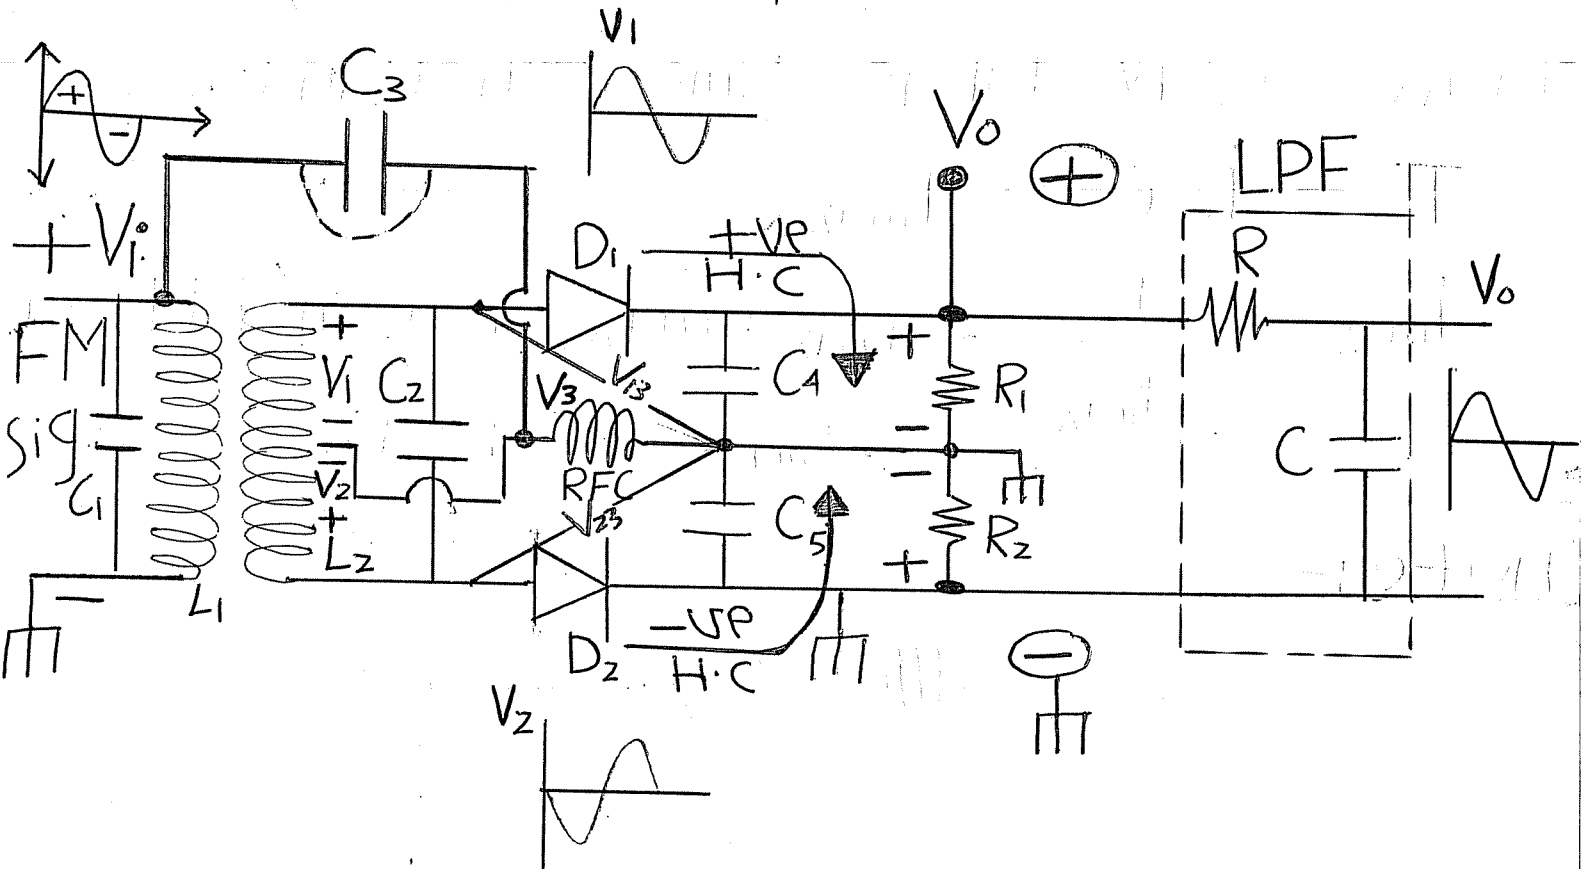 V1
C3
+
-
Vo
+
LPF
+ Vi
D1
+ve
H.C
R
Vo
FM
Sig
C1
+
V1
-
C2
V3
V13
C4
+
R1
-
-
V2
+
L2
RFC
V23
C5
-
R2
+
C
-
L1
D2
-ve
H.C
-
V2